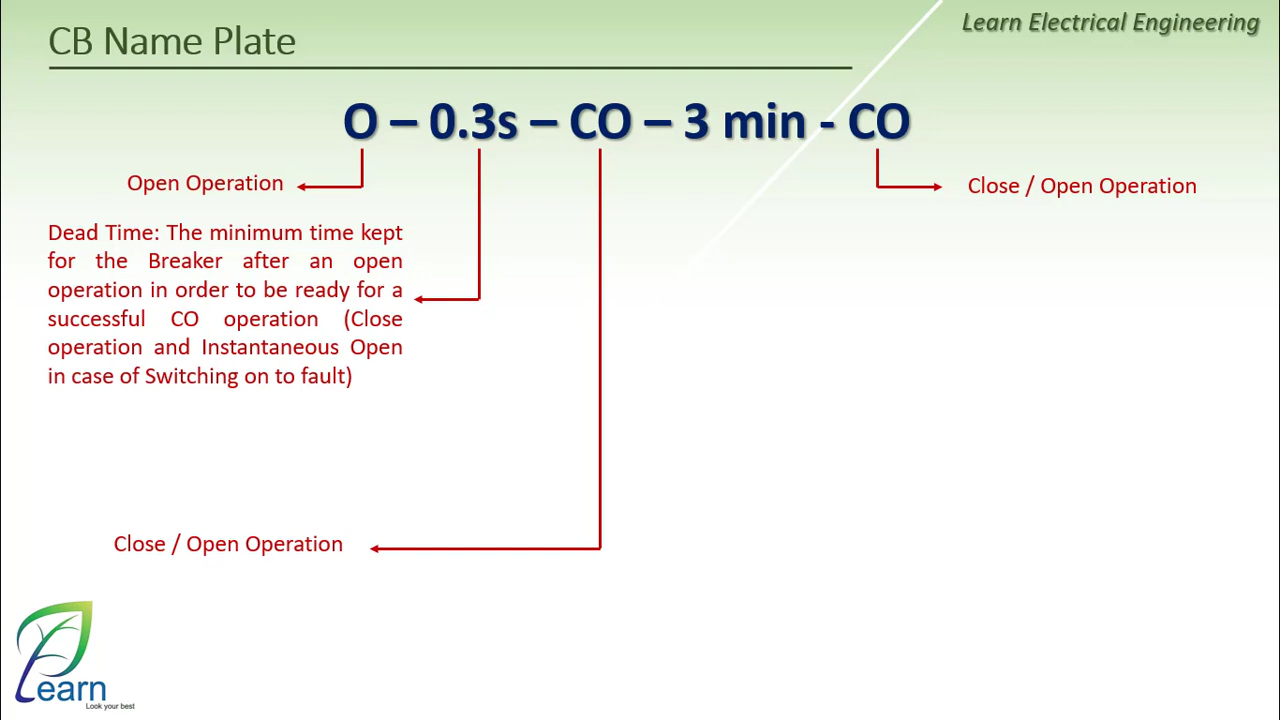 CB Name Plate
Learn Electrical Engineering
O – 0.3s – CO – 3 min - CO
Open Operation
Close / Open Operation
Dead Time: The minimum time kept
for the Breaker after an open
operation in order to be ready for a
successful CO operation (Close
operation and Instantaneous Open
in case of Switching on to fault)
Close / Open Operation
Learn
Look your best